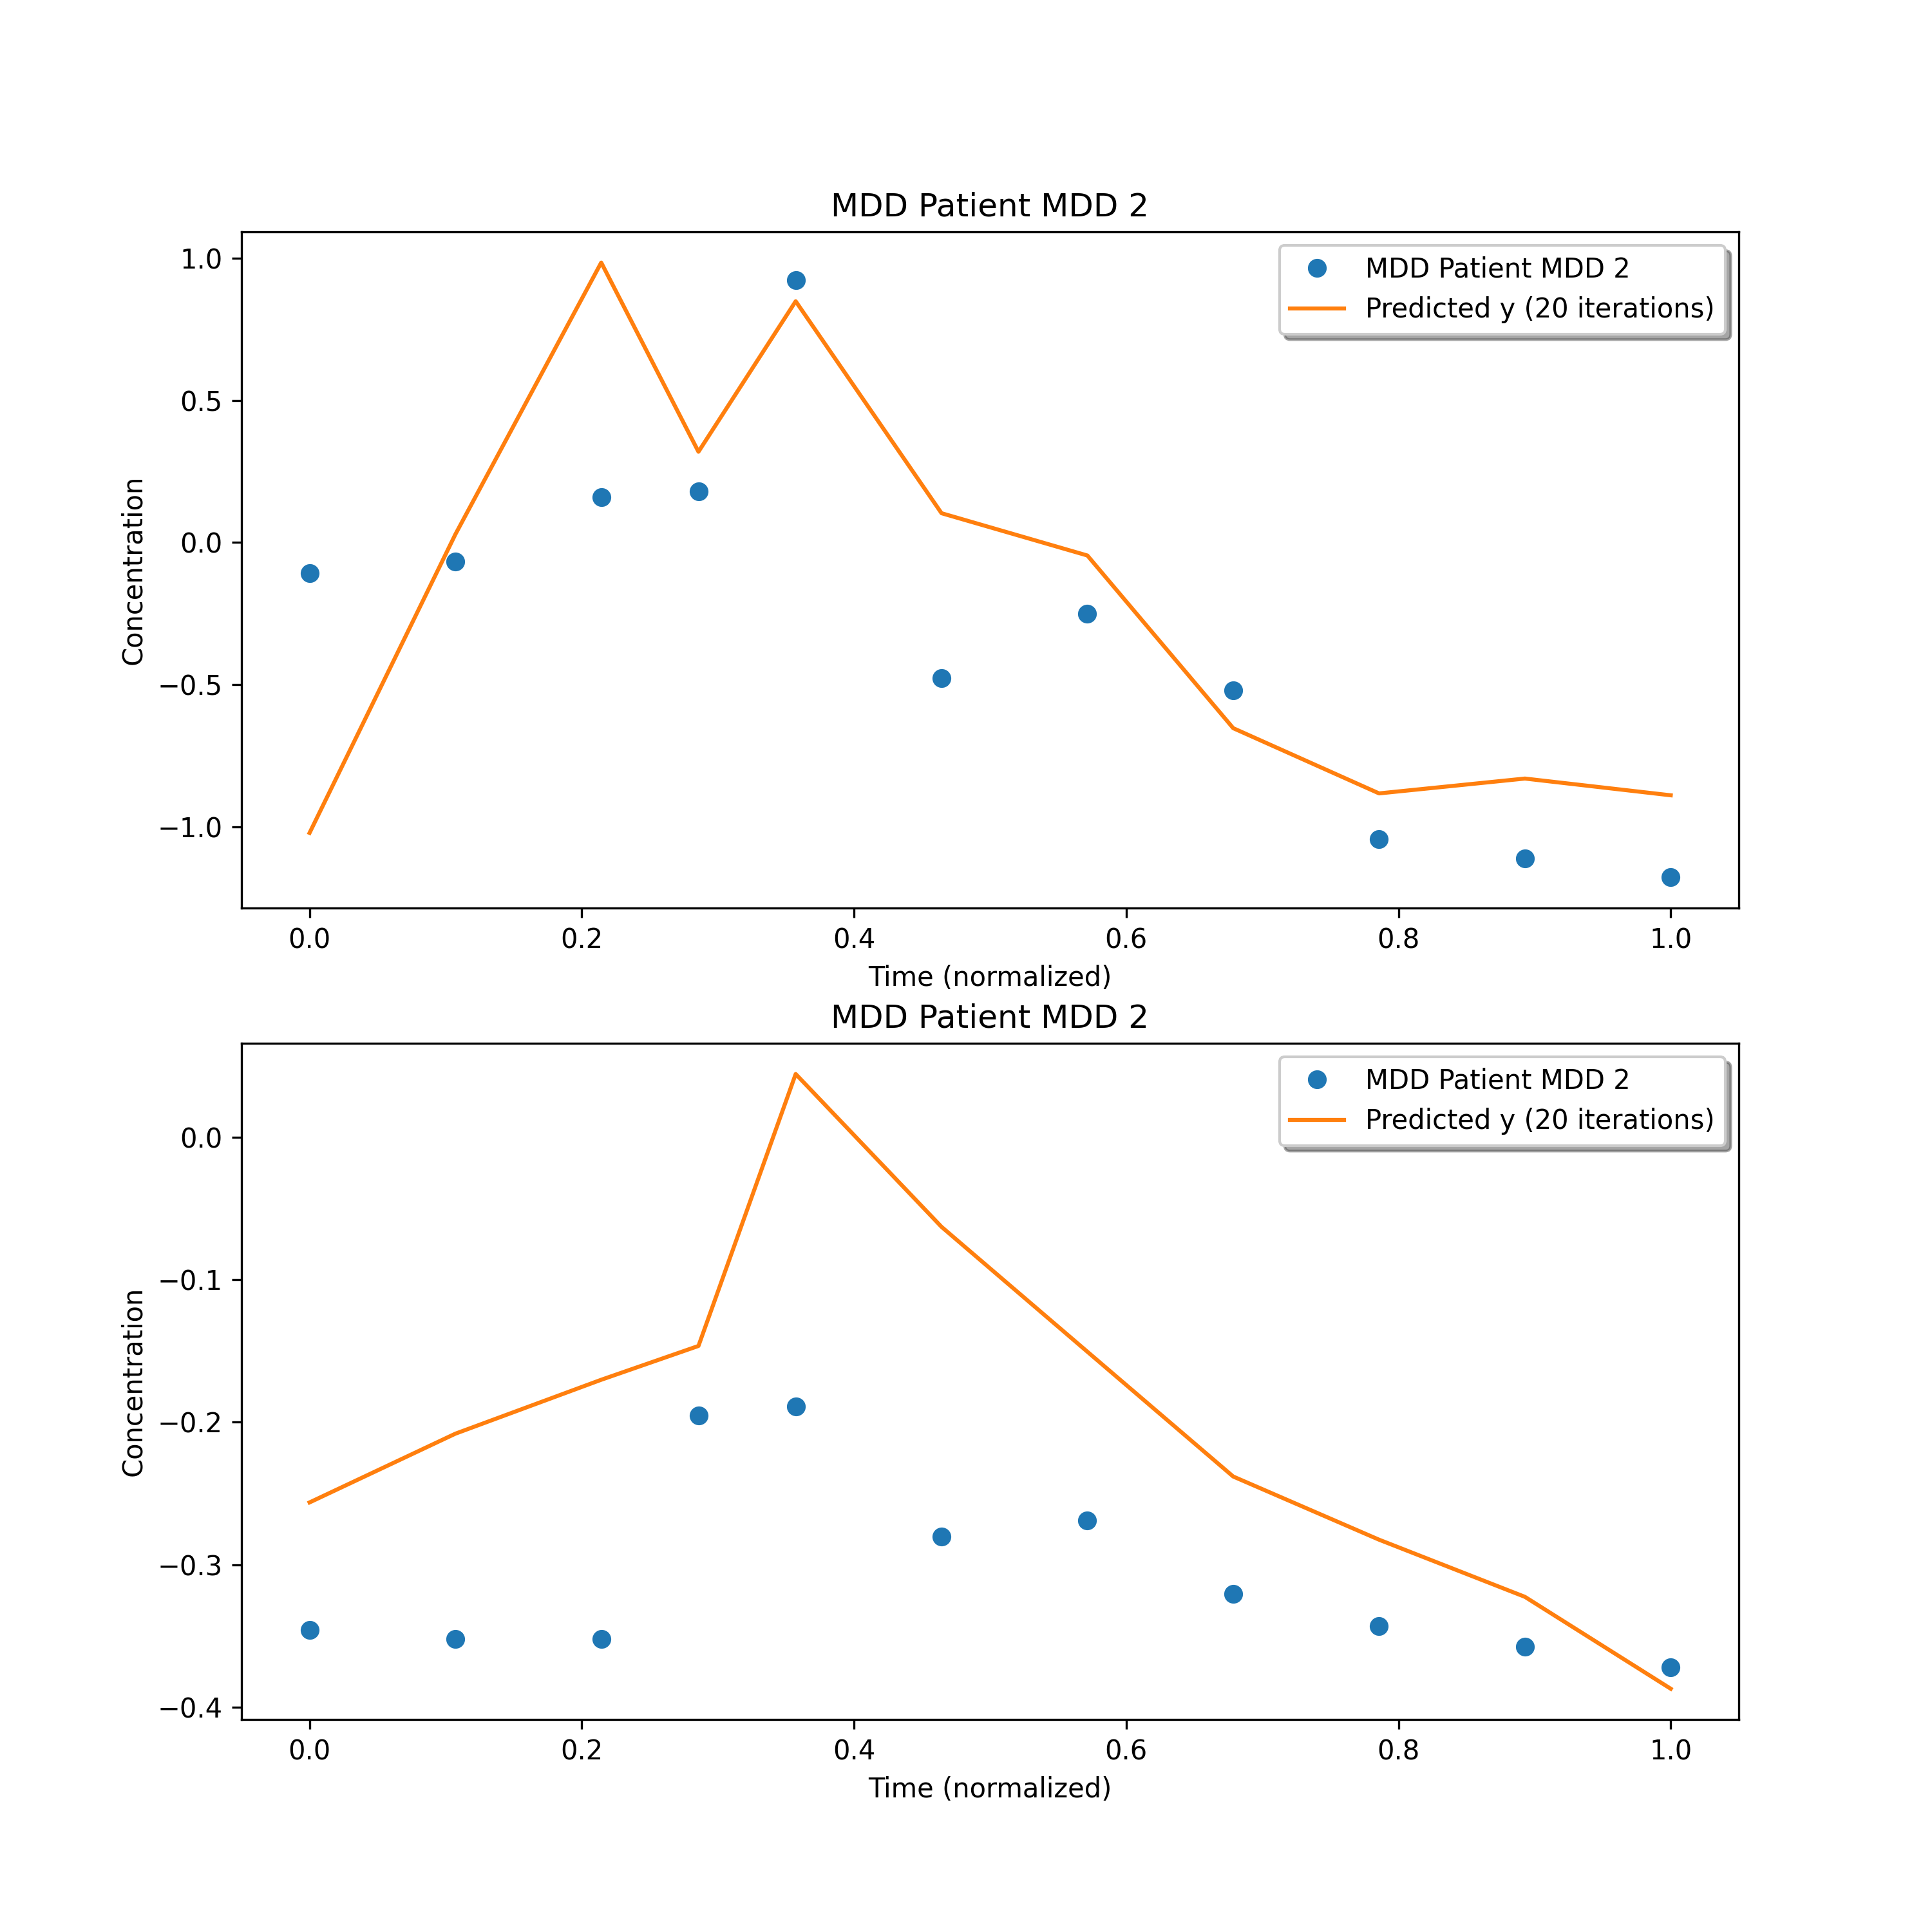 MDD Patient MDD 2
MDD Patient MDD 2
Predicted y (20 iterations)
1.0
0.5
0.0
−0.5
−1.0
Concentration
0.0 0.2 0.4 0.6 0.8 1.0
Time (normalized)
MDD Patient MDD 2
MDD Patient MDD 2
Predicted y (20 iterations)
0.0
−0.1
−0.2
−0.3
−0.4
Concentration
0.0 0.2 0.4 0.6 0.8 1.0
Time (normalized)